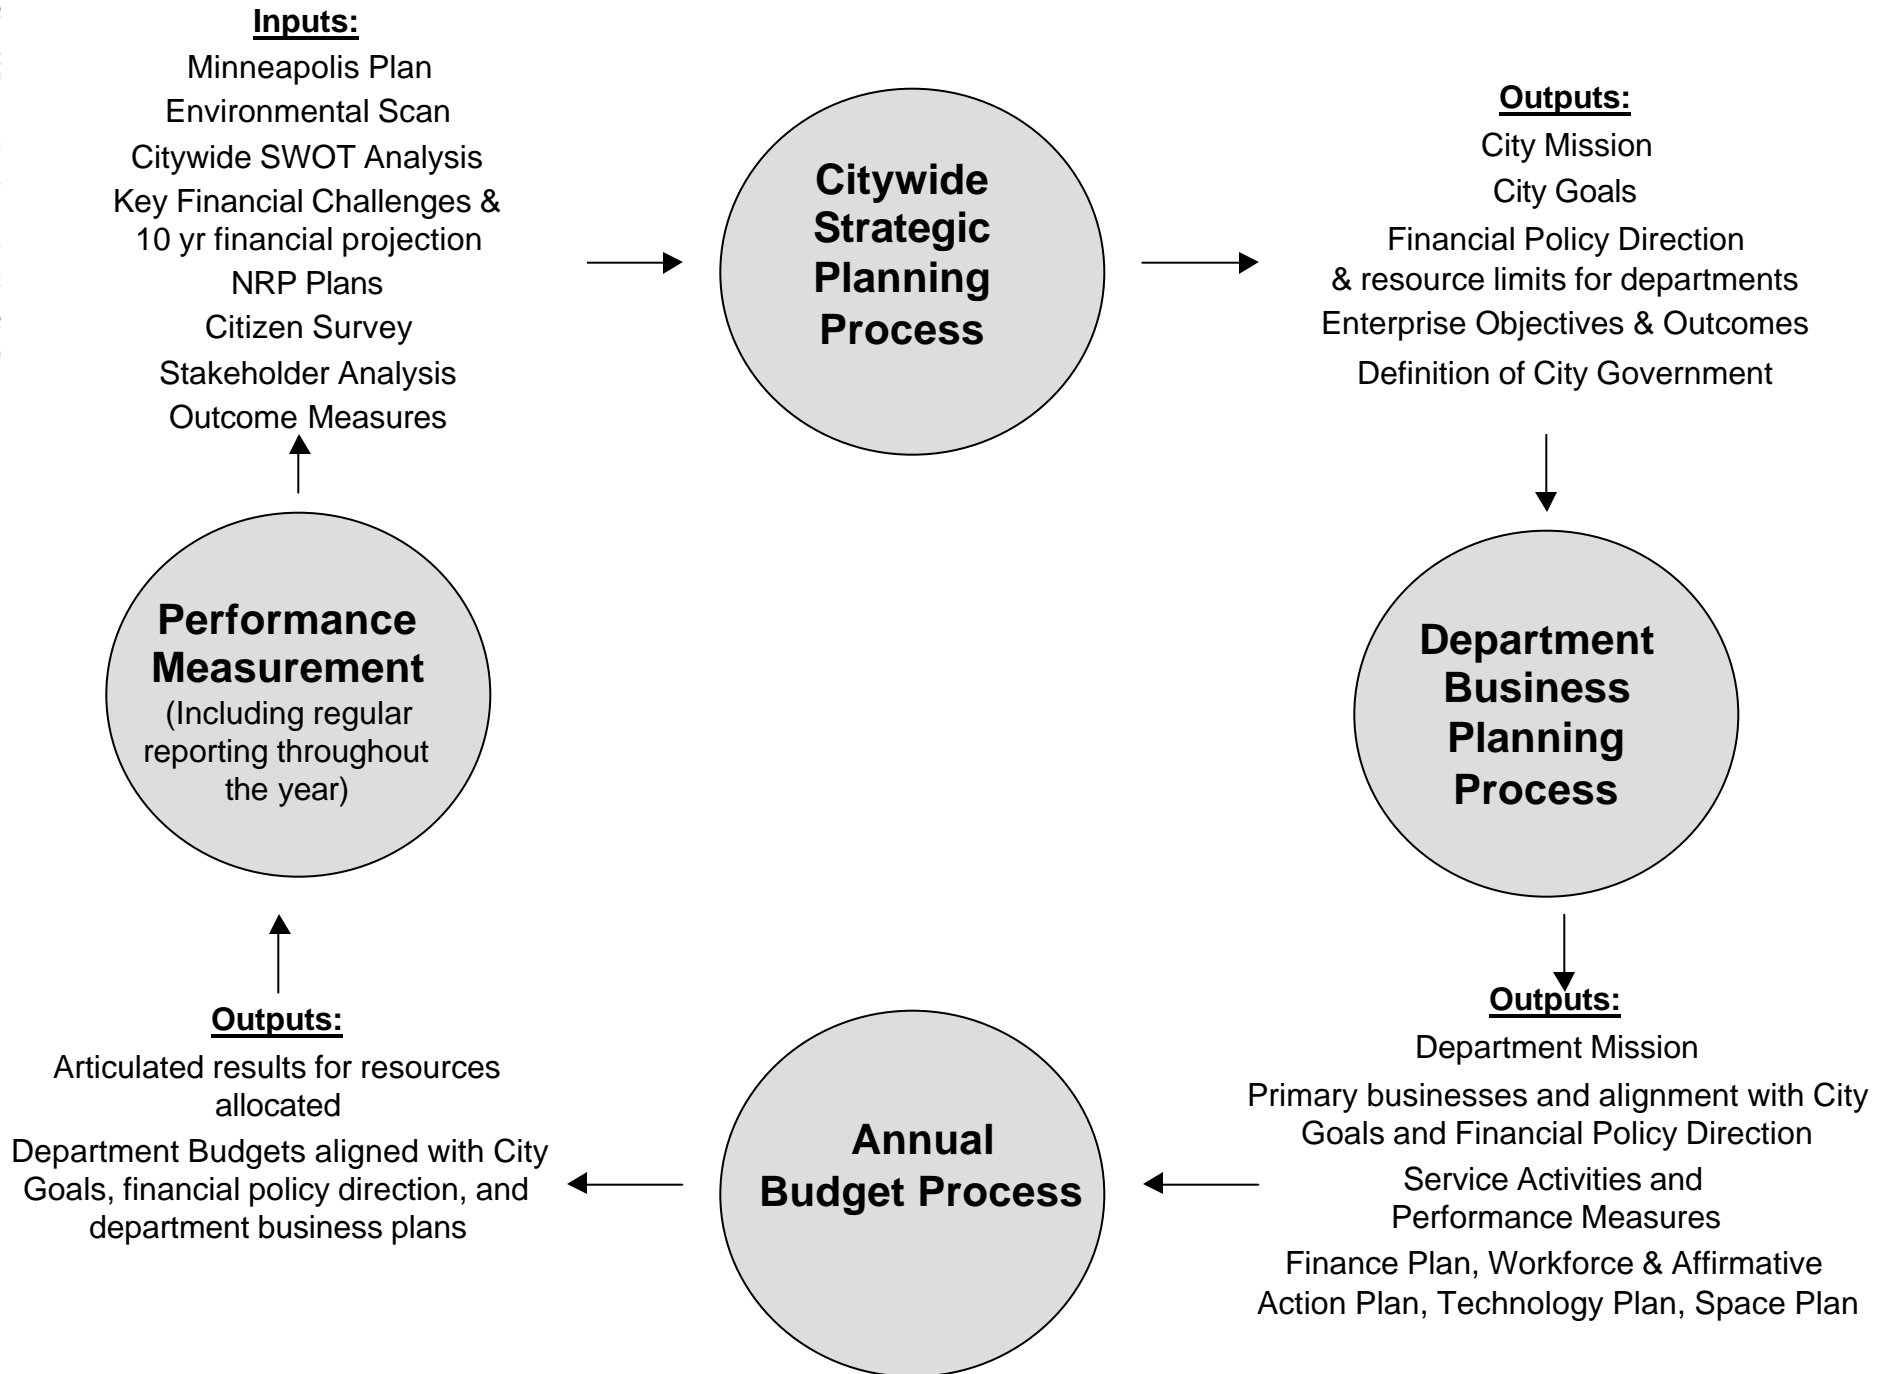 Inputs:
Minneapolis Plan
Environmental Scan
Citywide SWOT Analysis
Key Financial Challenges &
10 yr financial projection
NRP Plans
Citizen Survey
Stakeholder Analysis
Outcome Measures
Citywide
Strategic
Planning
Process
Outputs:
City Mission
City Goals
Financial Policy Direction
& resource limits for departments
Enterprise Objectives & Outcomes
Definition of City Government
Performance
Measurement
(Including regular
reporting throughout
the year)
Department
Business
Planning
Process
Outputs:
Articulated results for resources
allocated
Department Budgets aligned with City
Goals, financial policy direction, and
department business plans
Annual
Budget Process
Outputs:
Department Mission
Primary businesses and alignment with City
Goals and Financial Policy Direction
Service Activities and
Performance Measures
Finance Plan, Workforce & Affirmative
Action Plan, Technology Plan, Space Plan